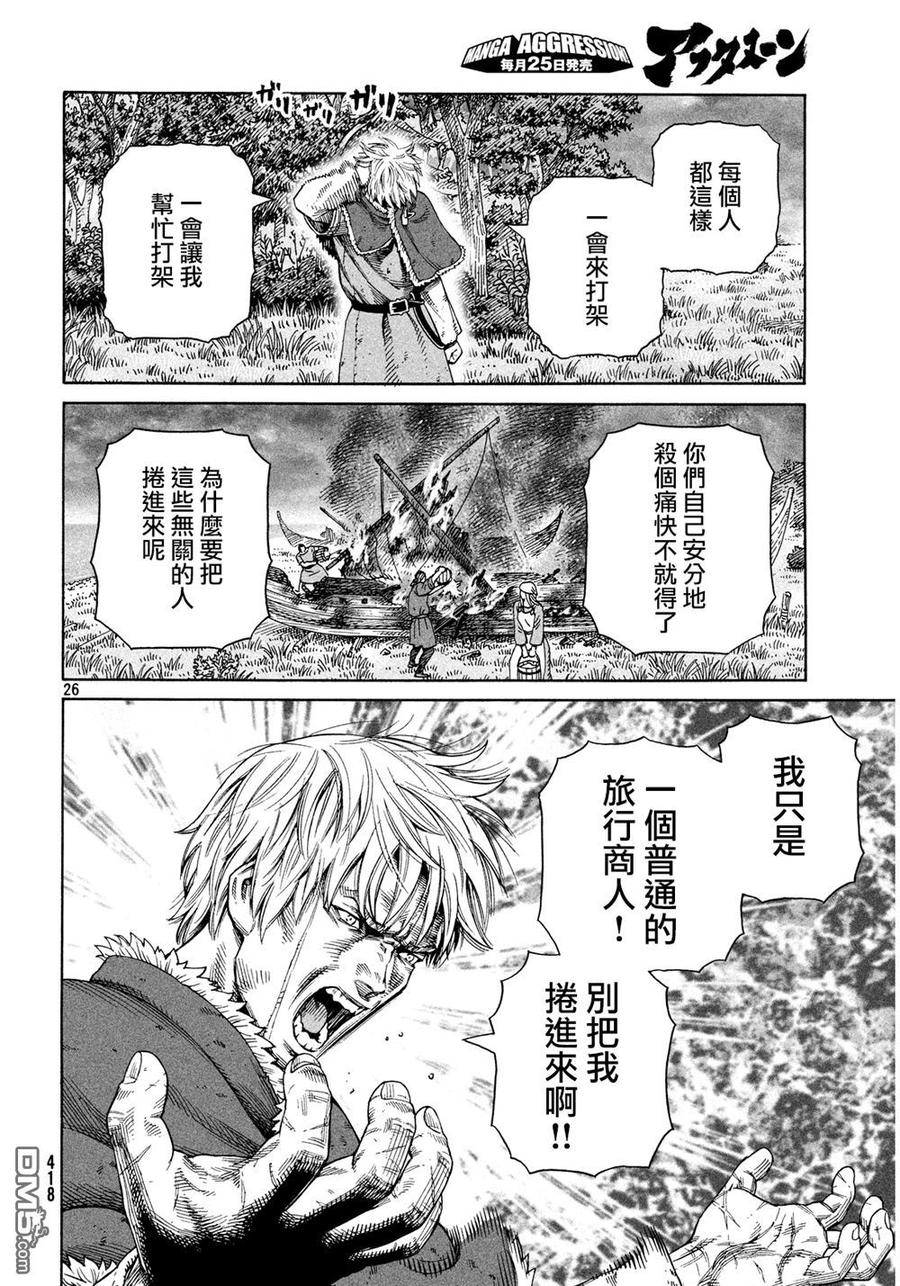 MANGA AGGRESSION!
毎月25日発売
アフタヌーン
ガリ
ガリ
ガリ
每個人
都這樣
一會來打架
一會讓我
幫忙打架
你們自己安分地
殺個痛快不就得了
為什麼要把
這些無關的人
捲進來呢
26
我只是
一個普通的
旅行商人！
別把我
捲進來啊!!
418
DM5.com